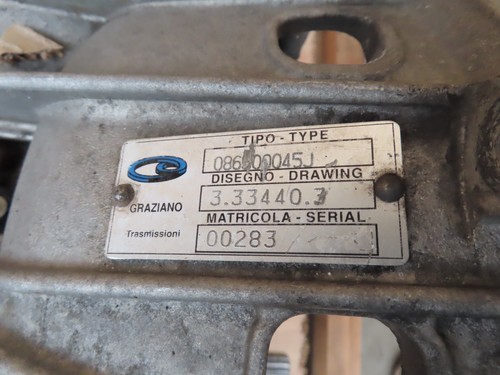 TIPO - TYPE
DISEGNO - DRAWING
3.33440.3
GRAZIANO
MATRICOLA - SERIAL
Trasmissioni
00283